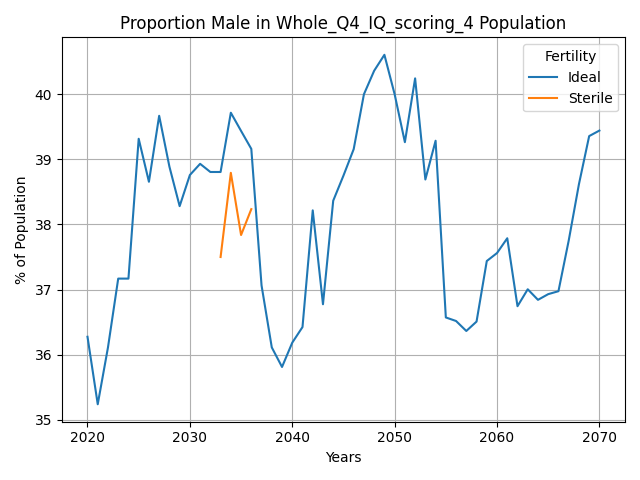 Proportion Male in Whole_Q4_IQ_scoring_4 Population
Fertility
Ideal
Sterile
% of Population
40
39
38
37
36
35
2020
2030
2040
2050
2060
2070
Years